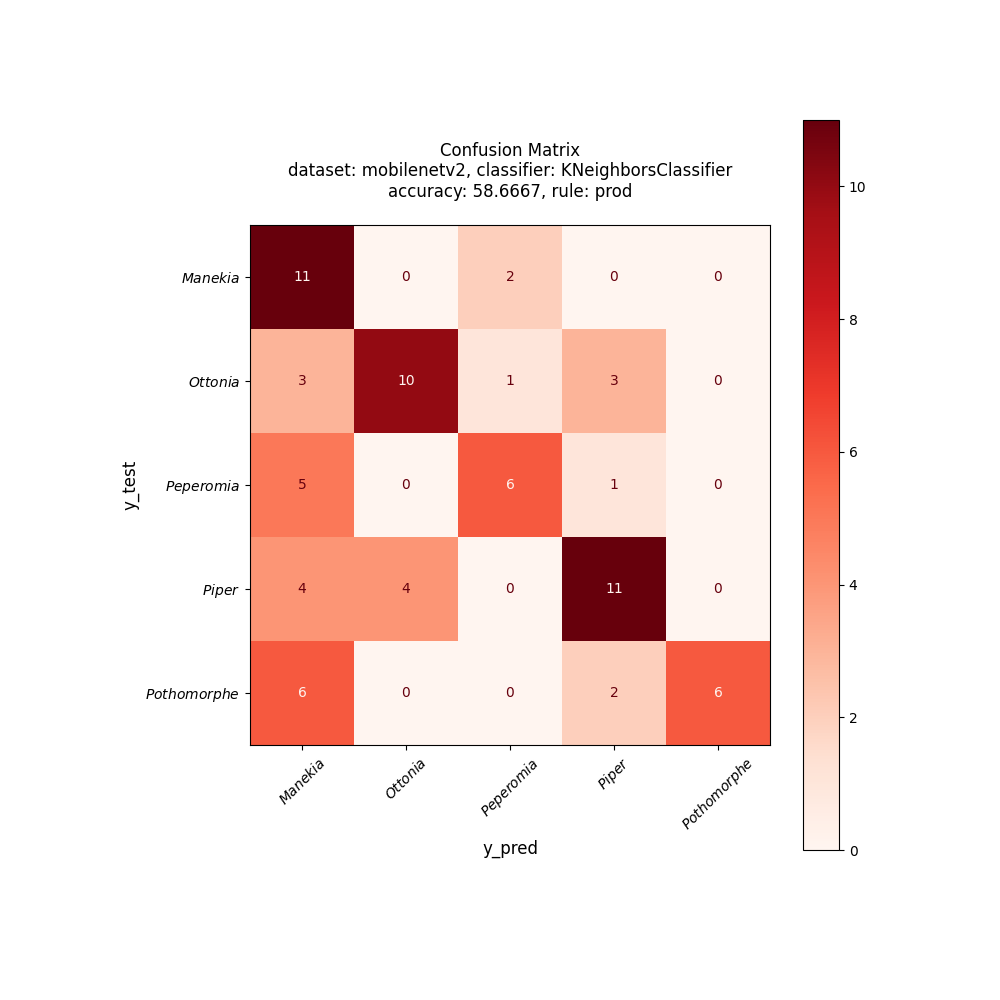 Confusion Matrix
dataset: mobilenetv2, classifier: KNeighborsClassifier
accuracy: 58.6667, rule: prod
Manekia 11 0 2 0 0
Ottonia 3 10 1 3 0
Peperomia 5 0 6 1 0
Piper 4 4 0 11 0
Pothomorphe 6 0 0 2 6
y_test
Manekia Ottonia Peperomia Piper Pothomorphe
y_pred
10
8
6
4
2
0